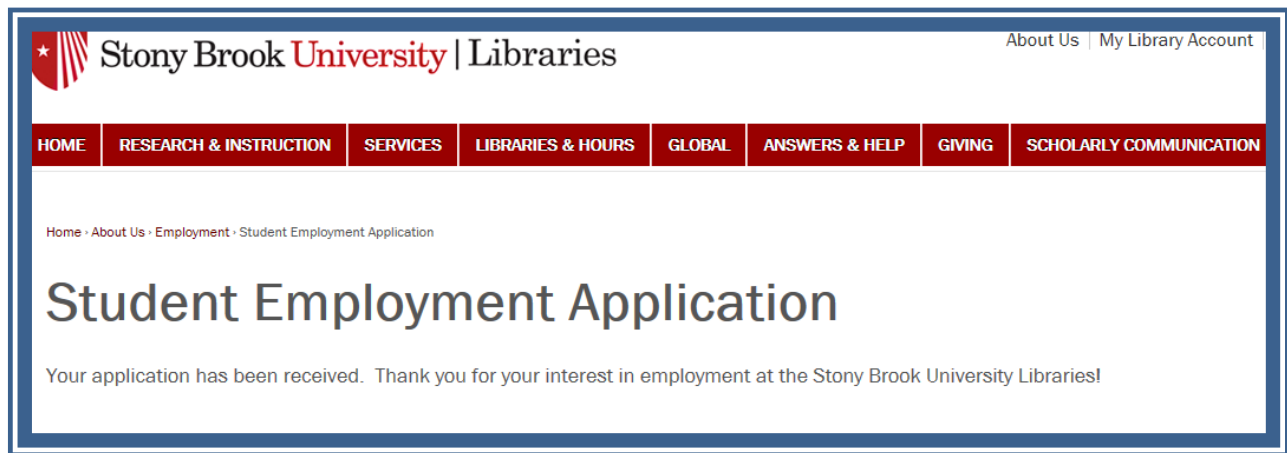 Stony Brook University | Libraries
About Us | My Library Account |
HOME RESEARCH & INSTRUCTION SERVICES LIBRARIES & HOURS GLOBAL ANSWERS & HELP GIVING SCHOLARLY COMMUNICATION
Home › About Us › Employment › Student Employment Application
Student Employment Application
Your application has been received.  Thank you for your interest in employment at the Stony Brook University Libraries!